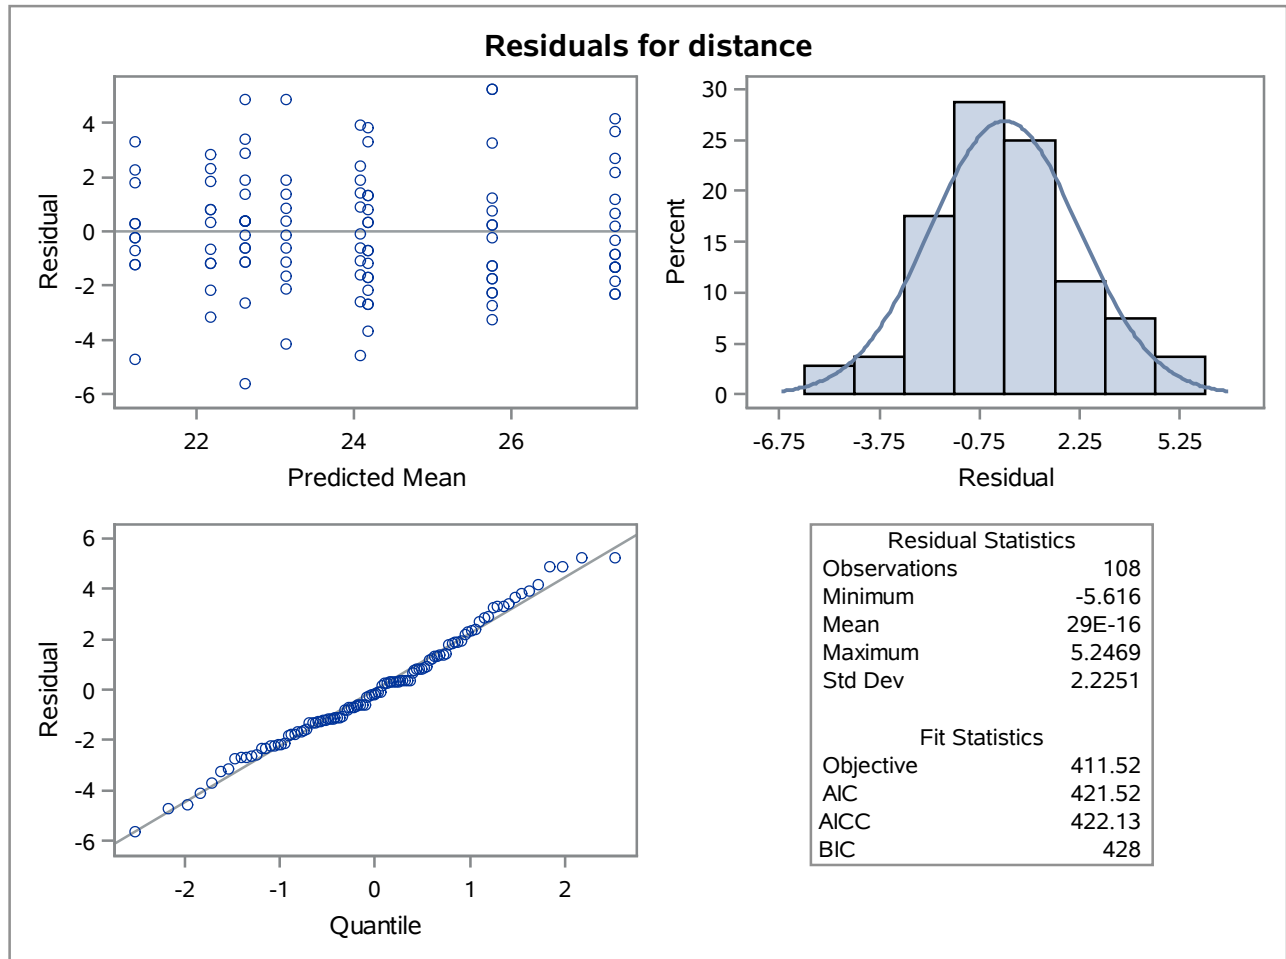 Residuals for distance
4
2
0
-2
-4
-6
Residual
22
24
26
Predicted Mean
30
25
20
15
10
5
0
Percent
-6.75
-3.75
-0.75
2.25
5.25
Residual
6
4
2
0
-2
-4
-6
Residual
-2
-1
0
1
2
Quantile
Residual Statistics
Observations 108
Minimum -5.616
Mean 29E-16
Maximum 5.2469
Std Dev 2.2251
Fit Statistics
Objective 411.52
AIC 421.52
AICC 422.13
BIC 428